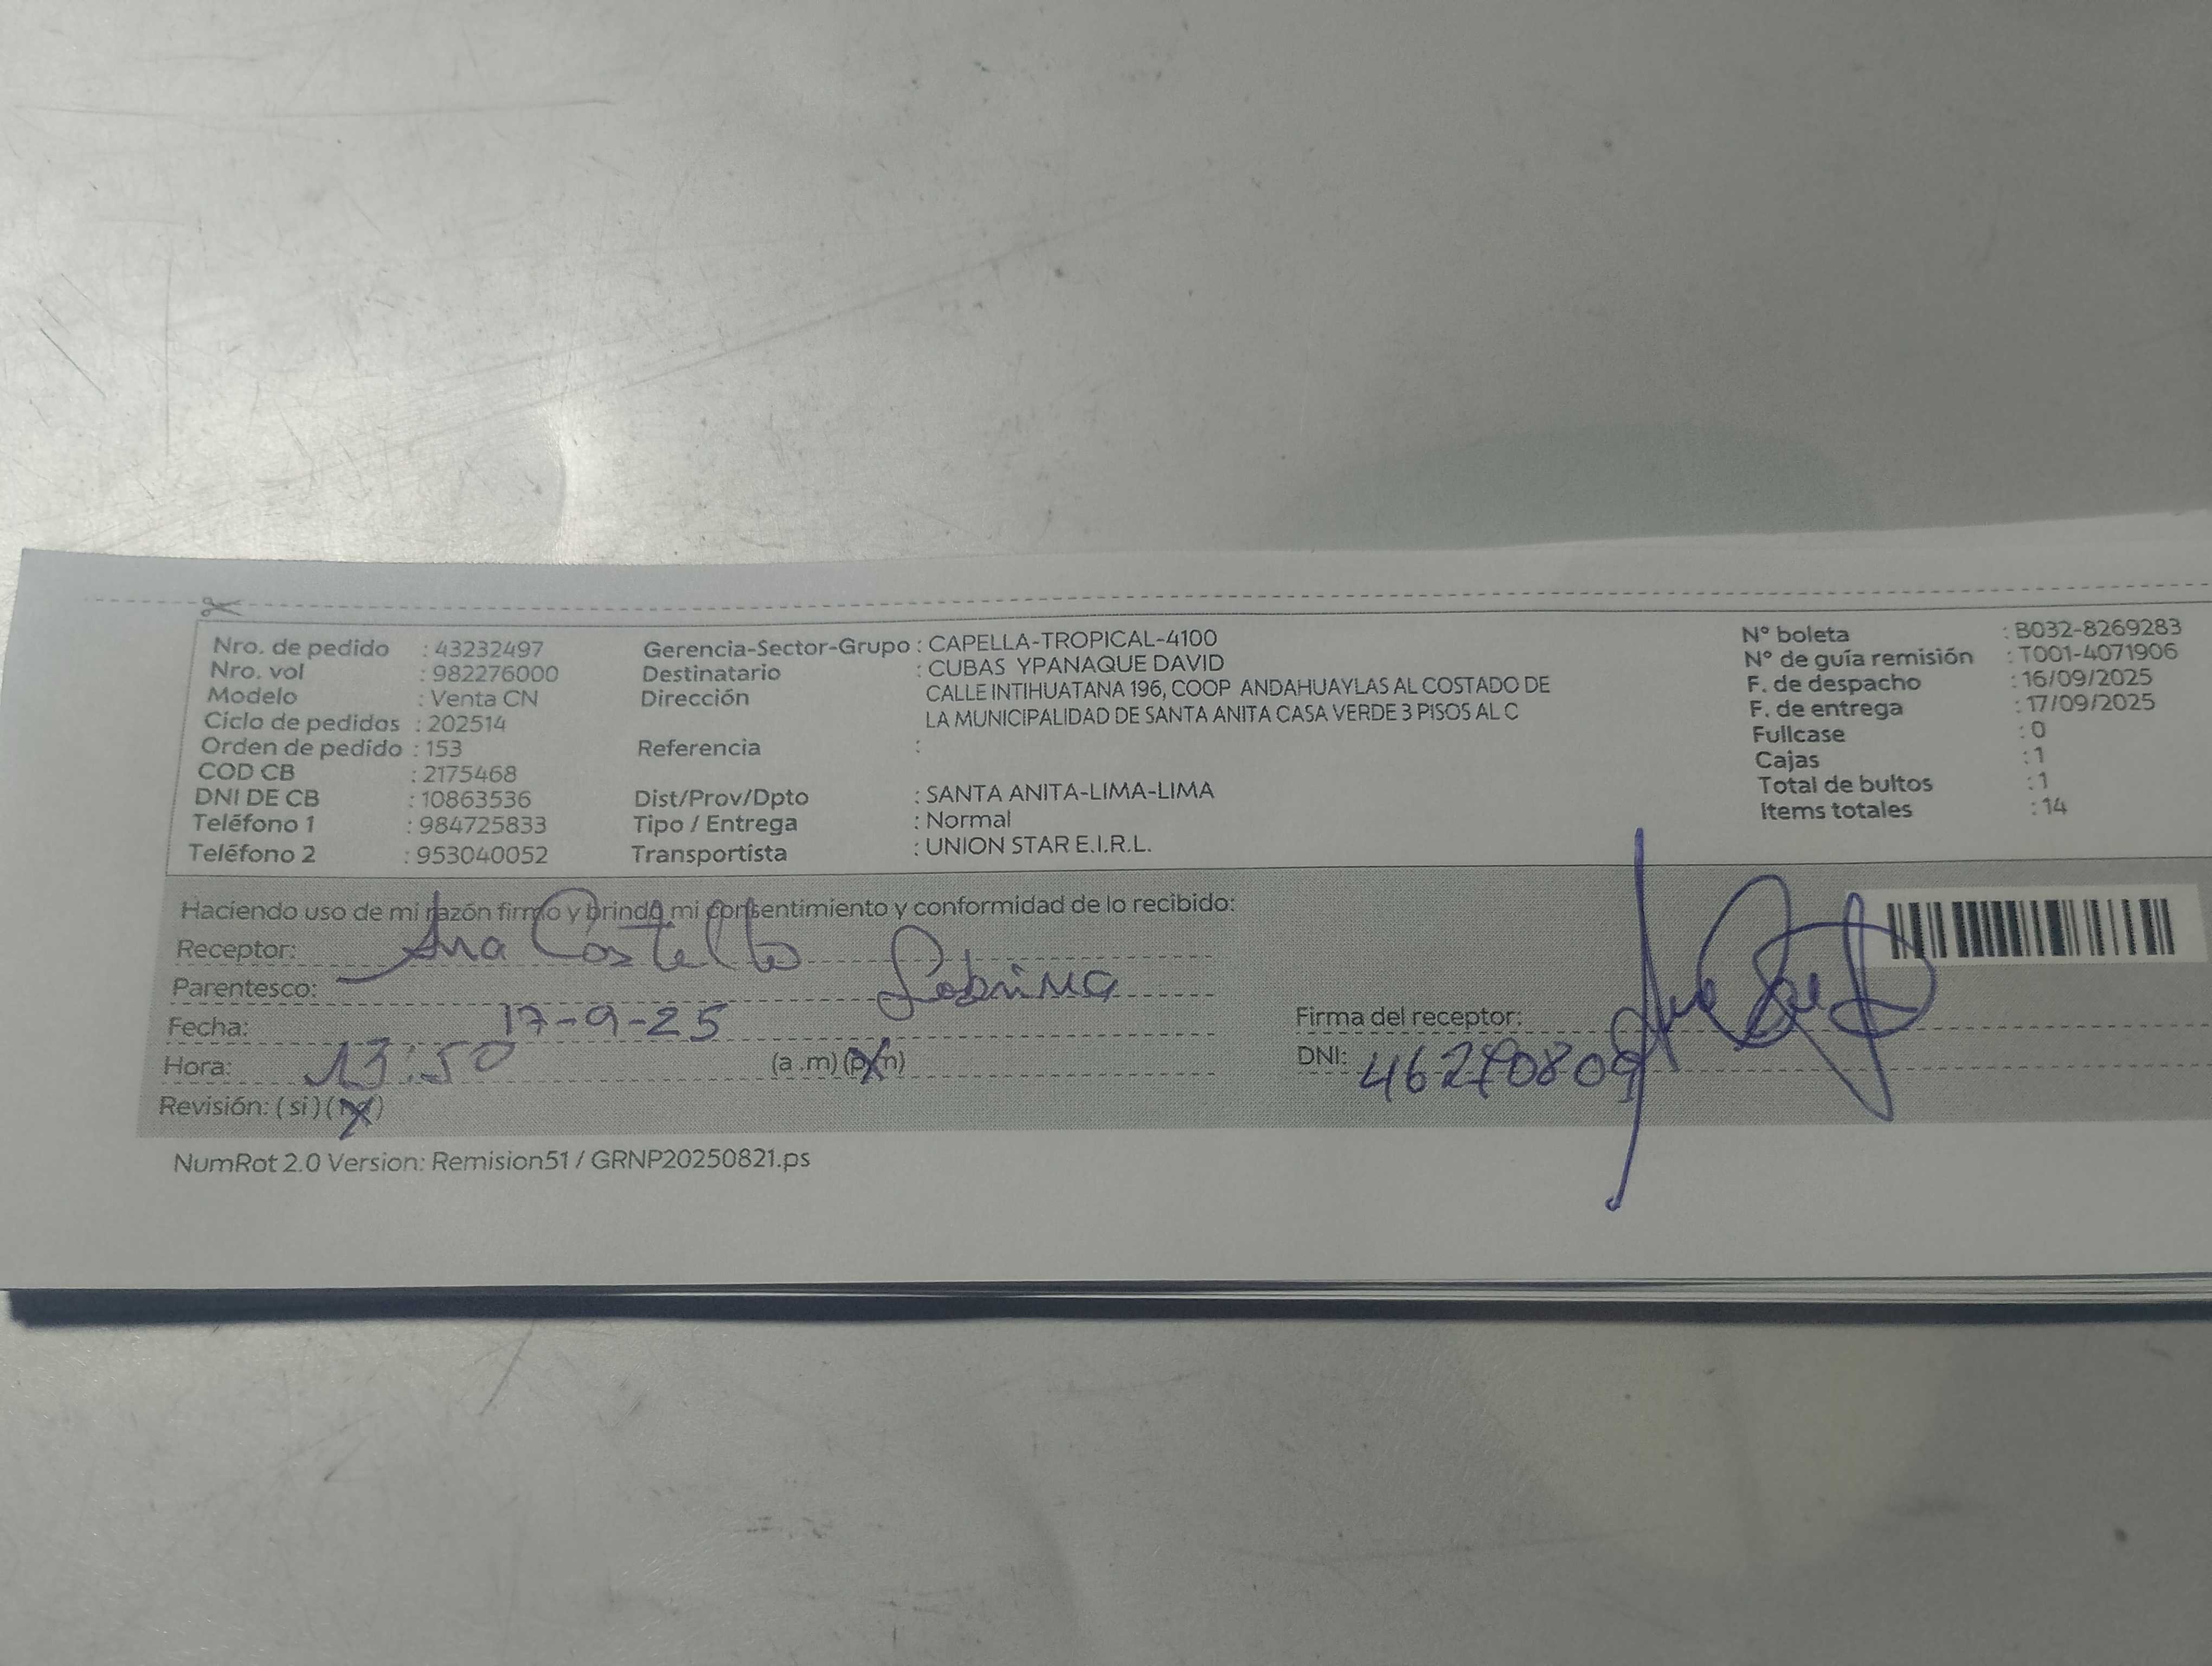 Nro. de pedido : 43232497
Nro. vol : 982276000
Modelo : Venta CN
Ciclo de pedidos : 202514
Orden de pedido : 153
COD CB : 2175468
DNI DE CB : 10863536
Teléfono 1 : 984725833
Teléfono 2 : 953040052
Gerencia-Sector-Grupo : CAPELLA-TROPICAL-4100
Destinatario : CUBAS YPANAQUE DAVID
Dirección CALLE INTIHUATANA 196, COOP ANDAHUAYLAS AL COSTADO DE
LA MUNICIPALIDAD DE SANTA ANITA CASA VERDE 3 PISOS AL C
Referencia :
Dist/Prov/Dpto : SANTA ANITA-LIMA-LIMA
Tipo / Entrega : Normal
Transportista : UNION STAR E.I.R.L.
N° boleta : B032-8269283
N° de guía remisión : T001-4071906
F. de despacho : 16/09/2025
F. de entrega : 17/09/2025
Fullcase : 0
Cajas : 1
Total de bultos : 1
Items totales : 14
Haciendo uso de mi razón firmo y brindo mi consentimiento y conformidad de lo recibido:
Receptor: Ana
Parentesco: Sobrina
Fecha: 17-9-25
Hora: 13:50 (a .m) (p.m)
Revisión: ( si ) ( no )
Firma del receptor:
DNI:
NumRot 2.0 Version: Remision51 / GRNP20250821.ps